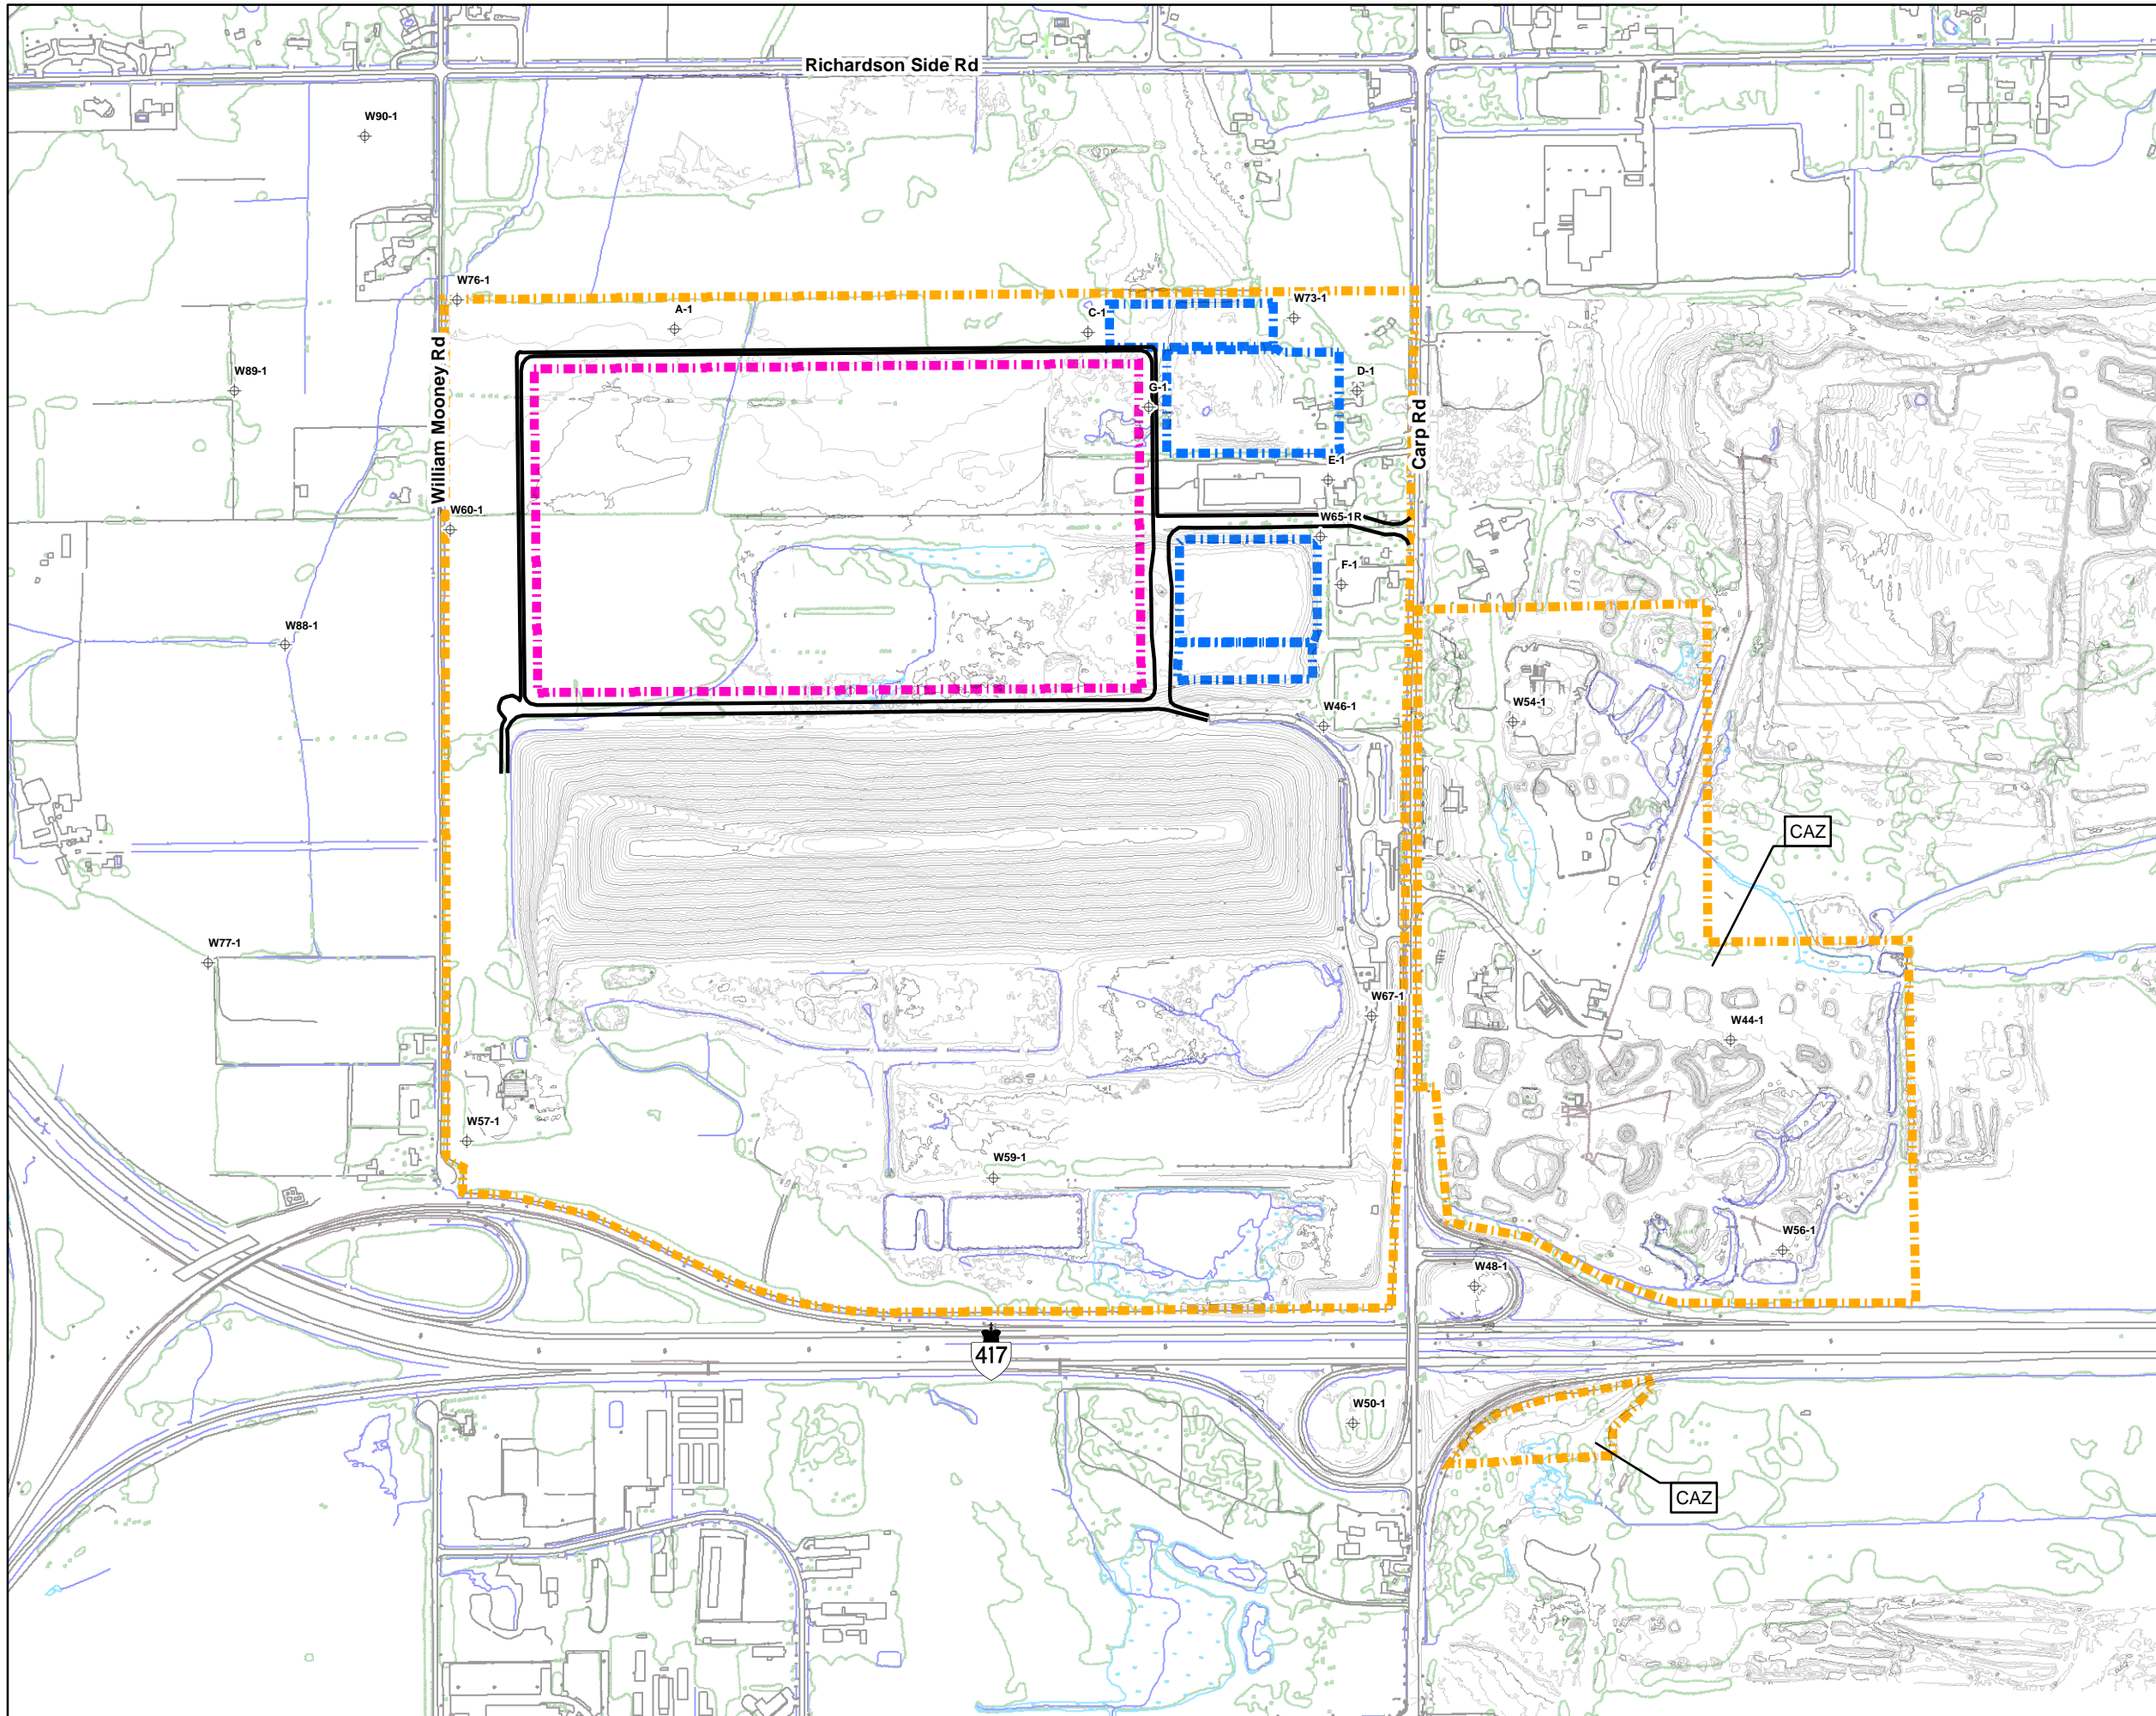 Richardson Side Rd
W90-1
W76-1
A-1
C-1
W73-1
William Mooney Rd
W89-1
G-1
D-1
Carp Rd
E-1
W60-1
W65-1R
F-1
W88-1
W46-1
W54-1
CAZ
W77-1
W67-1
W44-1
W57-1
W59-1
W56-1
W48-1
417
W50-1
CAZ